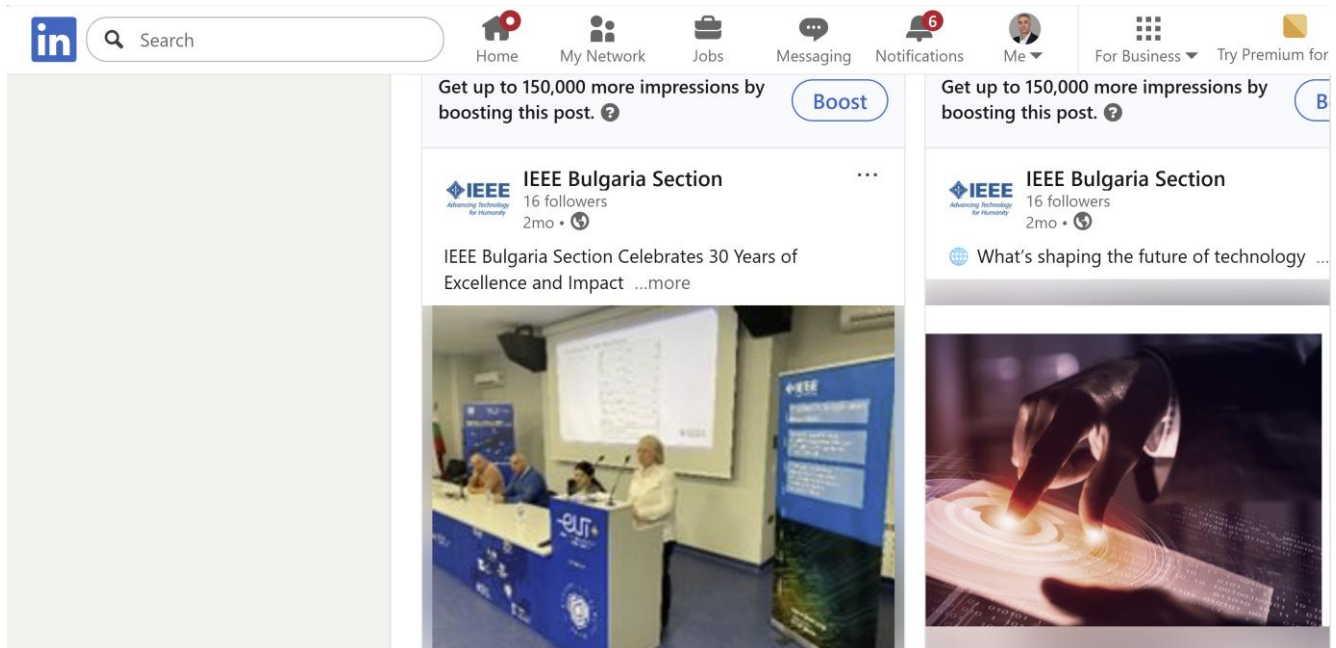 in
Search
Home
My Network
Jobs
Messaging
6
Notifications
Me
For Business
Try Premium for
Get up to 150,000 more impressions by
boosting this post.
Boost
IEEE
Advancing Technology
for Humanity
IEEE Bulgaria Section
16 followers
2mo •
IEEE Bulgaria Section Celebrates 30 Years of
Excellence and Impact ...more
IEEE
eut+
Get up to 150,000 more impressions by
boosting this post.
B
IEEE
Advancing Technology
for Humanity
IEEE Bulgaria Section
16 followers
2mo •
What's shaping the future of technology ...